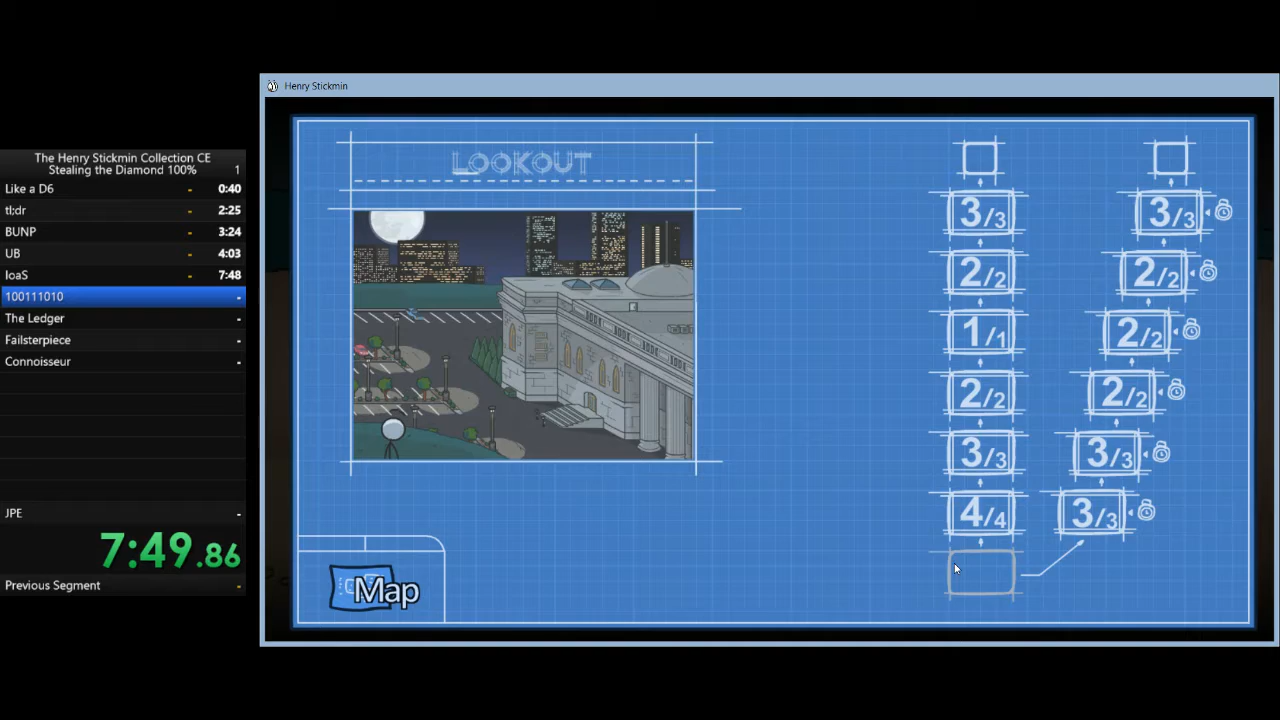 Henry Stickmin
The Henry Stickmin Collection CE
Stealing the Diamond 100% 1
Like a D6 - 0:40
tl;dr - 2:25
BUNP - 3:24
UB - 4:03
IoaS - 7:48
100111010 -
The Ledger -
Failsterpiece -
Connoisseur -
JPE -
7:49.86
Previous Segment -
LOOKOUT
3/3 3/3
2/2 2/2
1/1 2/2
2/2 2/2
3/3 3/3
4/4 3/3
Map